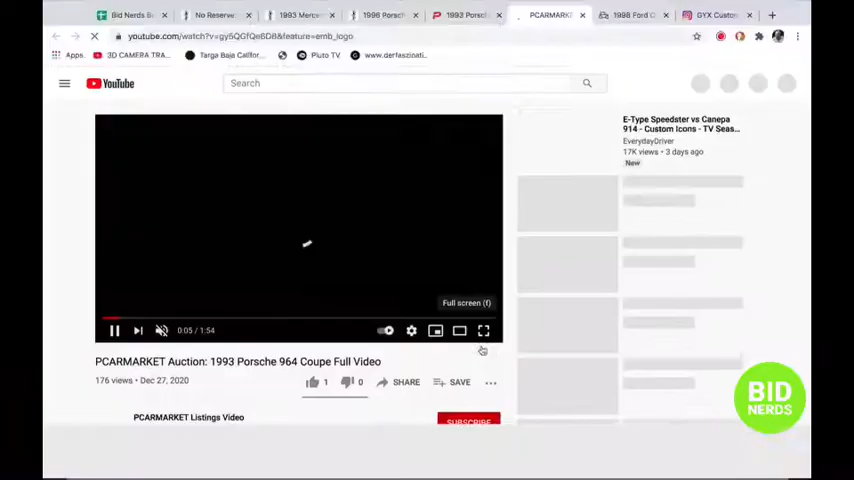 Bid Nerds B
No Reserve:
1993 Merce
1996 Porsch
1993 Porsch
PCARMARK
1998 Ford C
GYX Custom
youtube.com/watch?v=gy5QGfQe6D8&feature=emb_logo
Apps
3D CAMERA TRA...
Targa Baja Califor...
Pluto TV
www.derfaszinati...
YouTube
Search
E-Type Speedster vs Canepa
914 - Custom Icons - TV Seas...
EverydayDriver
17K views • 3 days ago
New
Full screen (f)
0:05 / 1:54
PCARMARKET Auction: 1993 Porsche 964 Coupe Full Video
176 views • Dec 27, 2020
1
0
SHARE
SAVE
PCARMARKET Listings Video
SUBSCRIBE
BID
NERDS